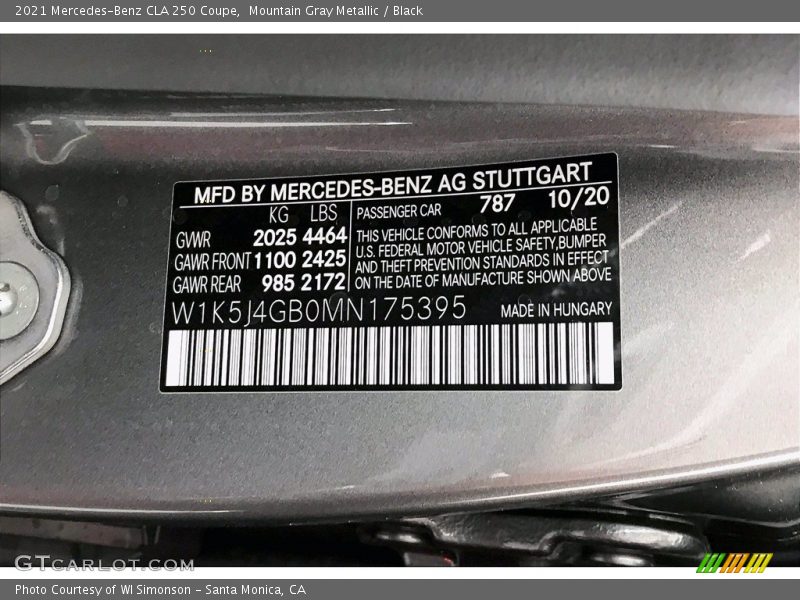 2021 Mercedes-Benz CLA 250 Coupe, Mountain Gray Metallic / Black
MFD BY MERCEDES-BENZ AG STUTTGART
KG LBS
GWR 2025 4464
GAWR FRONT 1100 2425
GAWR REAR 985 2172
PASSENGER CAR 787 10/20
THIS VEHICLE CONFORMS TO ALL APPLICABLE
U.S. FEDERAL MOTOR VEHICLE SAFETY,BUMPER
AND THEFT PREVENTION STANDARDS IN EFFECT
ON THE DATE OF MANUFACTURE SHOWN ABOVE
W1K5J4GB0MN175395 MADE IN HUNGARY
GTCARLOT.COM
Photo Courtesy of WI Simonson - Santa Monica, CA